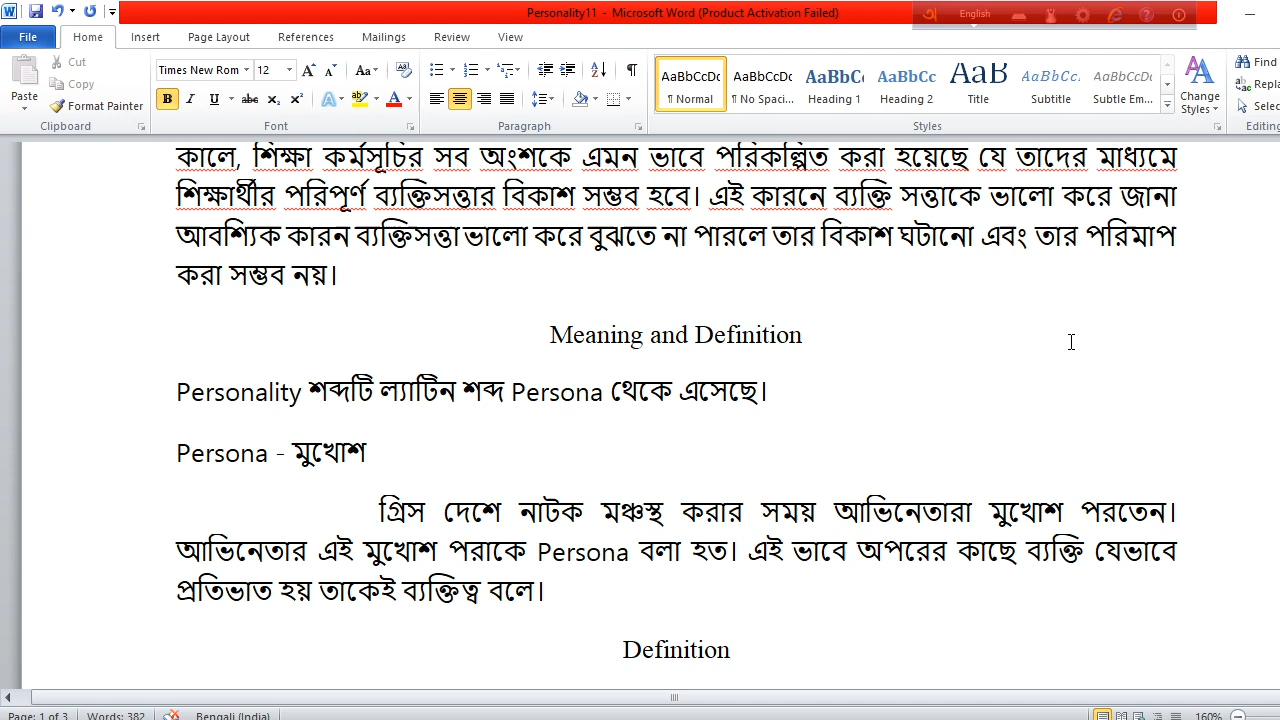 Personality11 - Microsoft Word (Product Activation Failed)
English
File Home Insert Page Layout References Mailings Review View
Paste
Cut
Copy
Format Painter
Clipboard
Times New Rom 12
Font
Paragraph
AaBbCcDc AaBbCcDc AaBbCc AaBbCc AaB AaBbCc. AaBbCcDc
¶ Normal ¶ No Spaci... Heading 1 Heading 2 Title Subtitle Subtle Em...
Change Styles
Styles
Find
Repla
Selec
Editing
কালে, শিক্ষা কর্মসূচির সব অংশকে এমন ভাবে পরিকল্পিত করা হয়েছে যে তাদের মাধ্যমে
শিক্ষার্থীর পরিপূর্ণ ব্যক্তিসত্তার বিকাশ সম্ভব হবে। এই কারনে ব্যক্তি সত্তাকে ভালো করে জানা
আবশ্যিক কারন ব্যক্তিসত্তা ভালো করে বুঝতে না পারলে তার বিকাশ ঘটানো এবং তার পরিমাপ
করা সম্ভব নয়।
Meaning and Definition
Personality শব্দটি ল্যাটিন শব্দ Persona থেকে এসেছে।
Persona - মুখোশ
গ্রিস দেশে নাটক মঞ্চস্থ করার সময় আভিনেতারা মুখোশ পরতেন।
আভিনেতার এই মুখোশ পরাকে Persona বলা হত। এই ভাবে অপরের কাছে ব্যক্তি যেভাবে
প্রতিভাত হয় তাকেই ব্যক্তিত্ব বলে।
Definition
Page: 1 of 3 Words: 382 Bengali (India) 160%